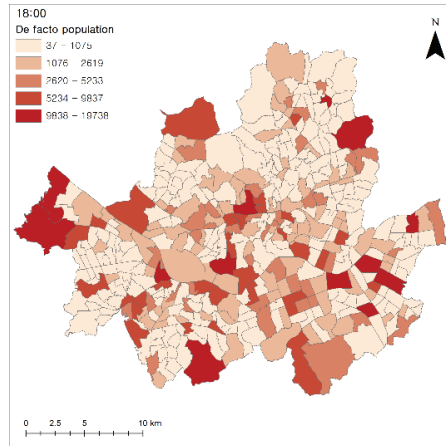 18:00
De facto population
37 - 1075
1076 - 2619
2620 - 5233
5234 - 9837
9838 - 19738
N
0 2.5 5 10 km